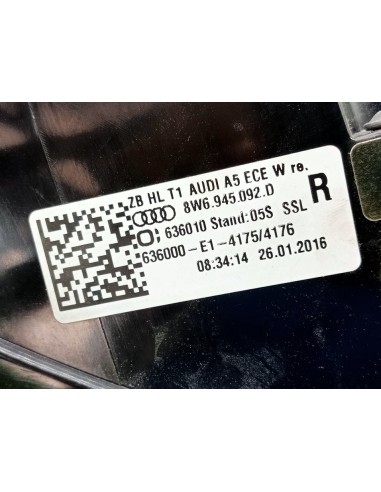 ZB HL T1 AUDI A5 ECE W re.
8W6.945.092.D
R
636010 Stand:05S SSL
636000-E1-4175/4176
08:34:14 26.01.2016